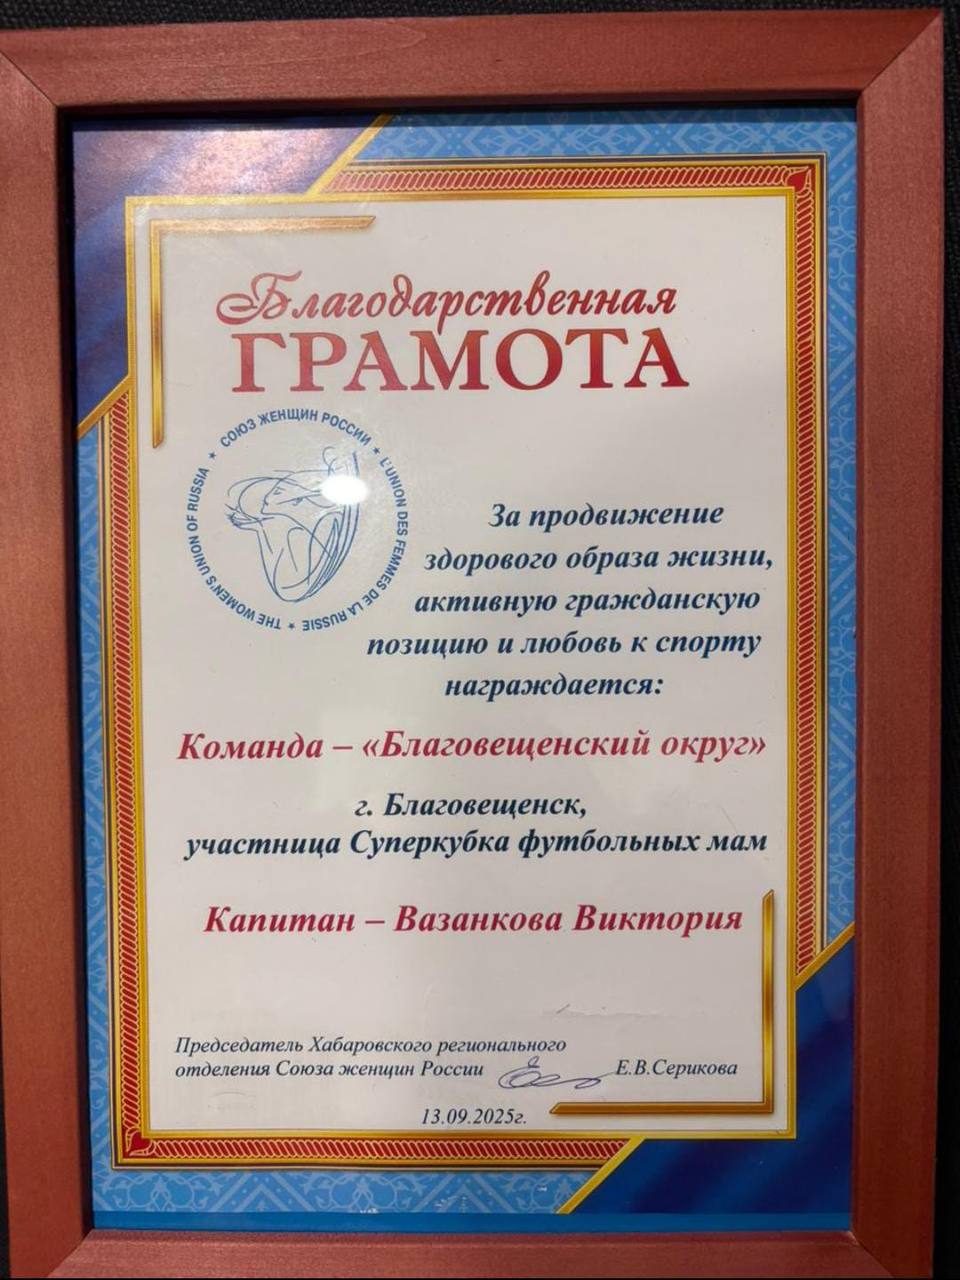 Благодарственная
ГРАМОТА
СОЮЗ ЖЕНЩИН РОССИИ ★ L'UNION DES FEMMES DE LA RUSSIE ★ THE WOMEN'S UNION OF RUSSIA ★
За продвижение
здорового образа жизни,
активную гражданскую
позицию и любовь к спорту
награждается:
Команда – «Благовещенский округ»
г. Благовещенск,
участница Суперкубка футбольных мам
Капитан – Вазанкова Виктория
Председатель Хабаровского регионального
отделения Союза женщин России Е.В.Серикова
13.09.2025г.